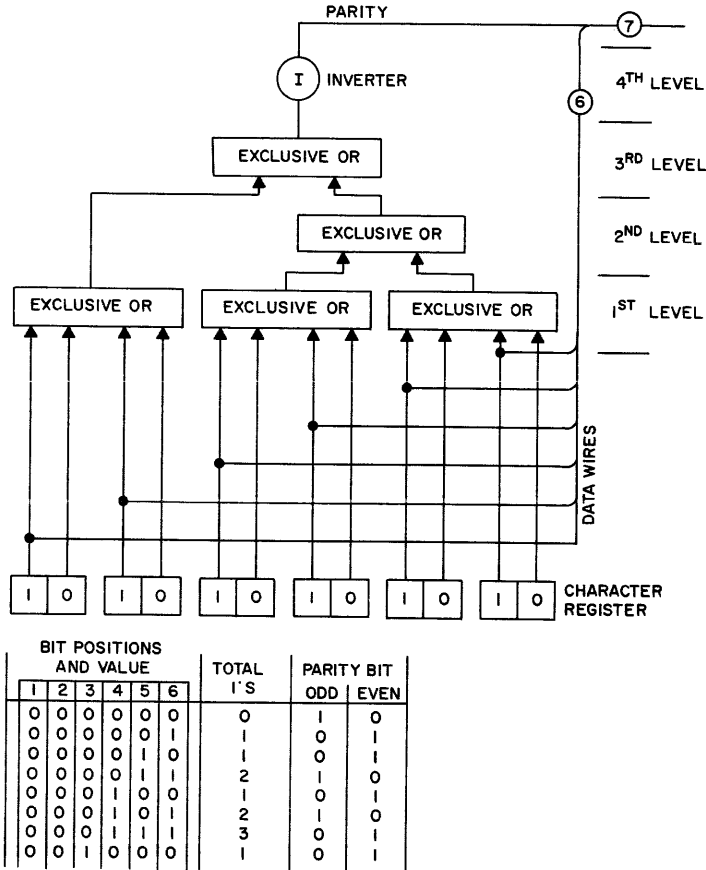 PARITY
7
I INVERTER
6
4TH LEVEL
EXCLUSIVE OR
3RD LEVEL
EXCLUSIVE OR
2ND LEVEL
EXCLUSIVE OR EXCLUSIVE OR EXCLUSIVE OR
1ST LEVEL
DATA WIRES
1 0 1 0 1 0 1 0 1 0 1 0
CHARACTER
REGISTER
BIT POSITIONS
AND VALUE
TOTAL
1'S
PARITY BIT
1 2 3 4 5 6 ODD EVEN
0 0 0 0 0 0 0 1 0
0 0 0 0 0 1 1 0 1
0 0 0 0 1 0 1 0 1
0 0 0 0 1 1 2 1 0
0 0 0 1 0 0 1 0 1
0 0 0 1 0 1 2 1 0
0 0 0 1 1 1 3 0 1
0 0 1 0 0 0 1 0 1